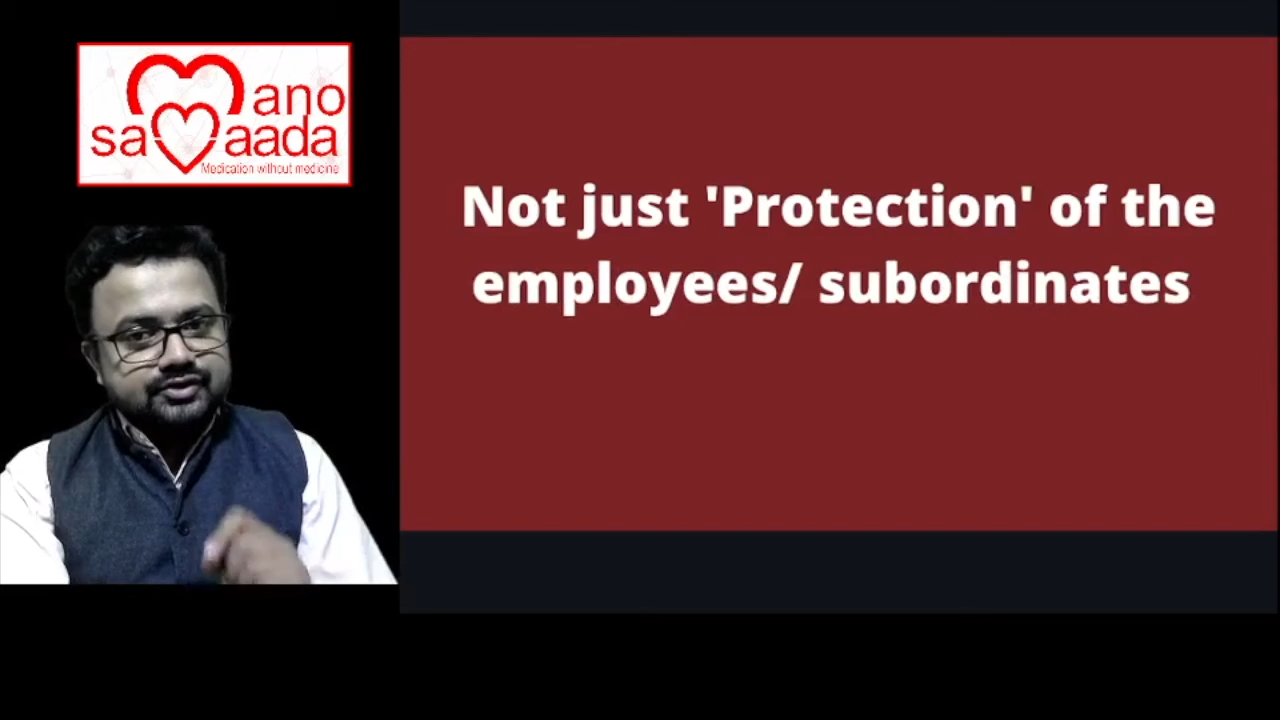 mano
samvaada
Medication without medicine
Not just 'Protection' of the
employees/ subordinates